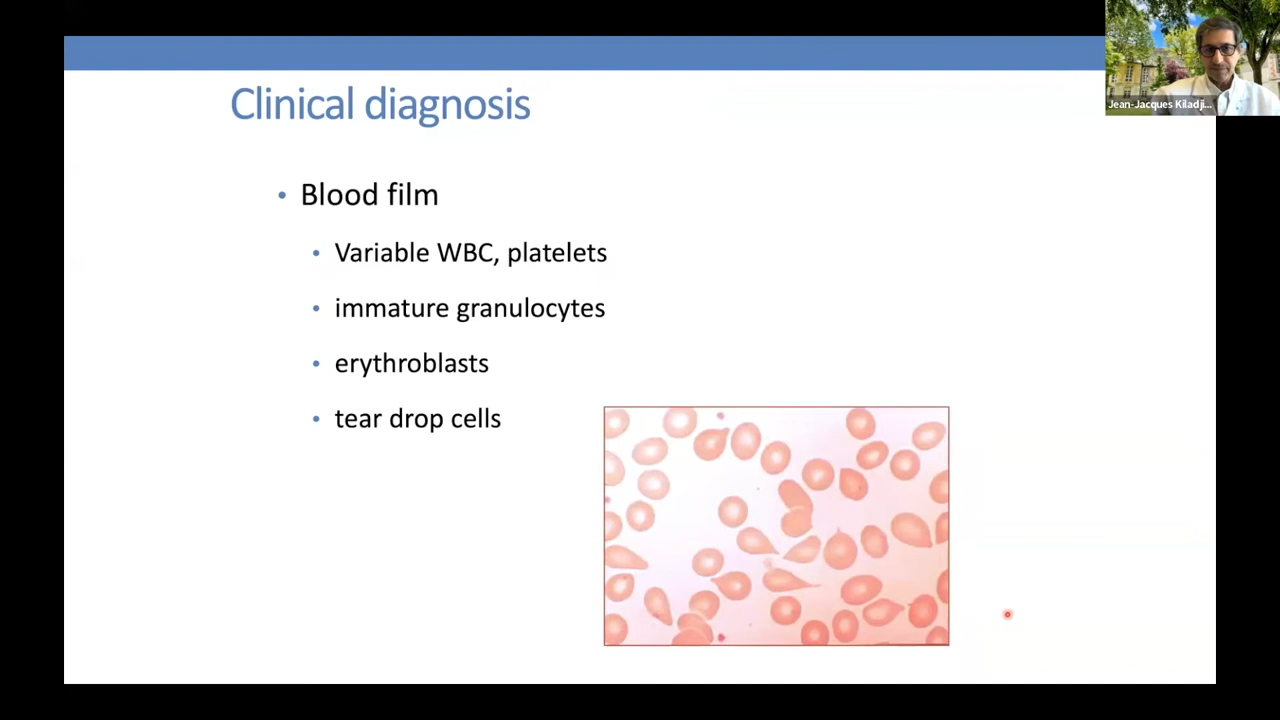 Jean-Jacques Kiladji...
Clinical diagnosis
• Blood film
• Variable WBC, platelets
• immature granulocytes
• erythroblasts
• tear drop cells